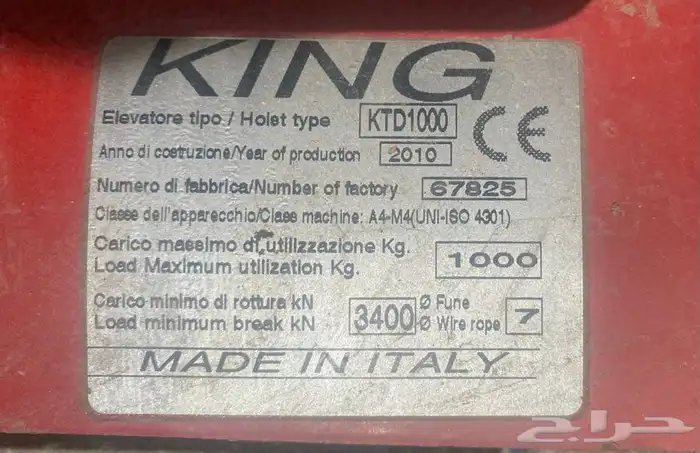 KING
Elevatore tipo / Hoist type KTD1000 CE
Anno di costruzione/Year of production 2010
Numero di fabbrica/Number of factory 67825
Classe dell'apparecchio/Class machine: A4-M4(UNI-ISO 4301)
Carico massimo di utilizzazione Kg.
Load Maximum utilization Kg. 1000
Carico minimo di rottura kN 3400 Ø Fune 7
Load minimum break kN Ø Wire rope
MADE IN ITALY
حراج